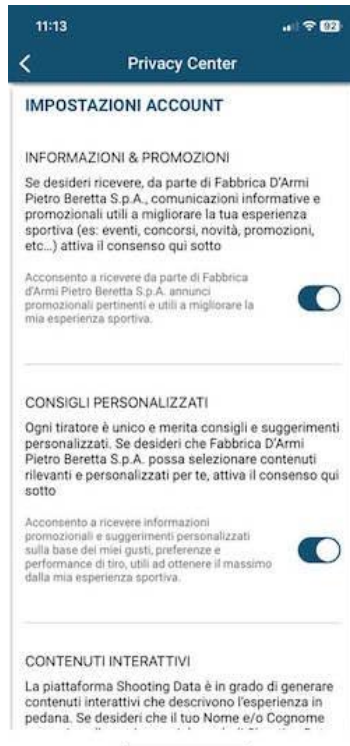 11:13
92
Privacy Center
IMPOSTAZIONI ACCOUNT
INFORMAZIONI & PROMOZIONI
Se desideri ricevere, da parte di Fabbrica D'Armi
Pietro Beretta S.p.A., comunicazioni informative e
promozionali utili a migliorare la tua esperienza
sportiva (es: eventi, concorsi, novità, promozioni,
etc...) attiva il consenso qui sotto
Acconsento a ricevere da parte di Fabbrica
d'Armi Pietro Beretta S.p.A. annunci
promozionali pertinenti e utili a migliorare la
mia esperienza sportiva.
CONSIGLI PERSONALIZZATI
Ogni tiratore è unico e merita consigli e suggerimenti
personalizzati. Se desideri che Fabbrica D'Armi
Pietro Beretta S.p.A. possa selezionare contenuti
rilevanti e personalizzati per te, attiva il consenso qui
sotto
Acconsento a ricevere informazioni
promozionali e suggerimenti personalizzati
sulla base dei miei gusti, preferenze e
performance di tiro, utili ad ottenere il massimo
dalla mia esperienza sportiva.
CONTENUTI INTERATTIVI
La piattaforma Shooting Data è in grado di generare
contenuti interattivi che descrivono l'esperienza in
pedana. Se desideri che il tuo Nome e/o Cognome